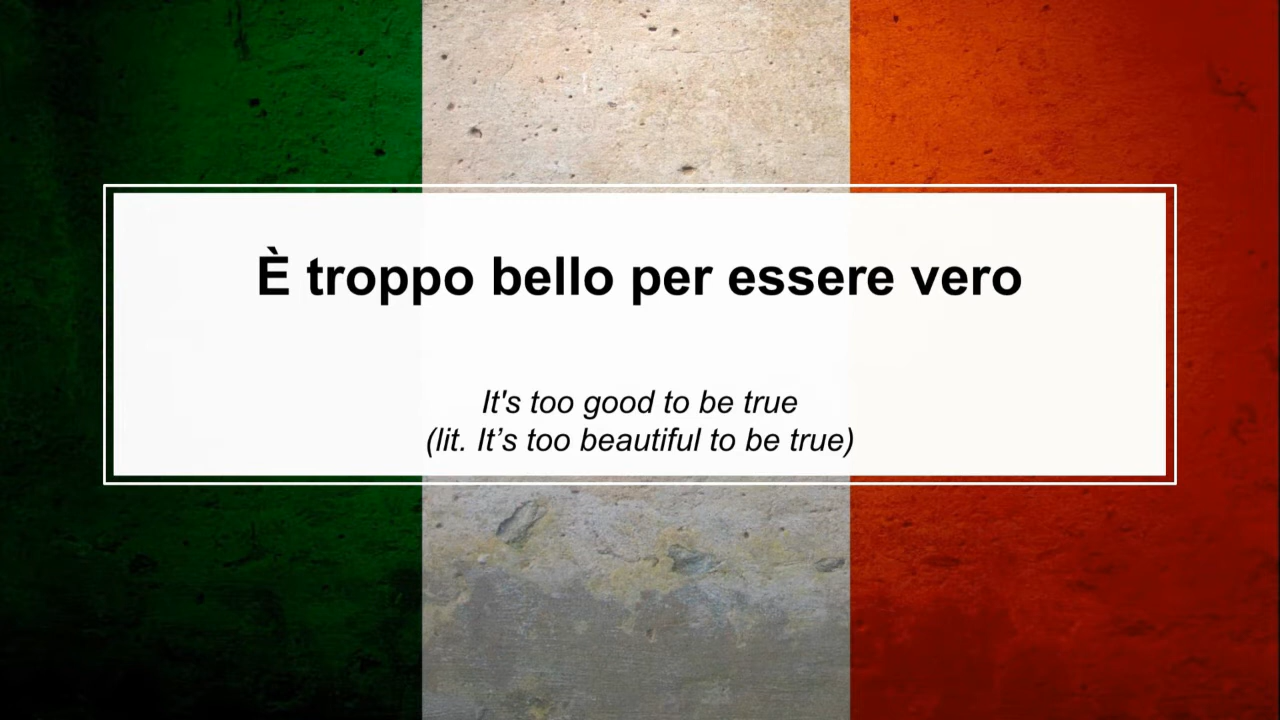 È troppo bello per essere vero
It's too good to be true
(lit. It’s too beautiful to be true)